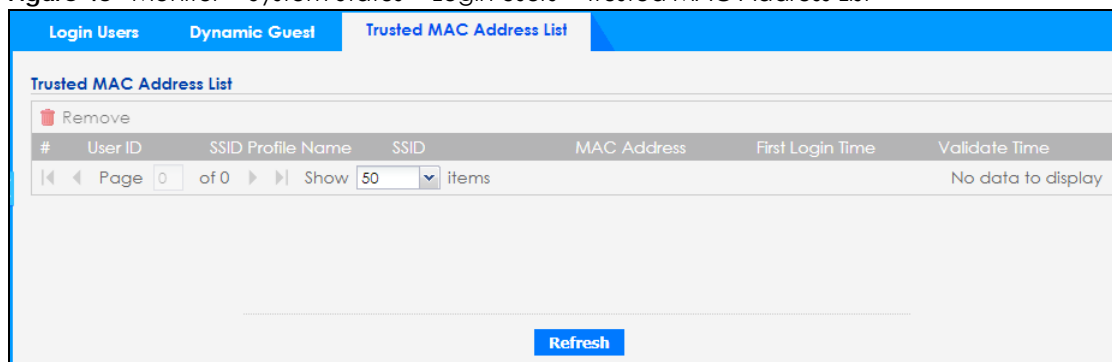 Login Users Dynamic Guest Trusted MAC Address List
Trusted MAC Address List
Remove
# User ID SSID Profile Name SSID MAC Address First Login Time Validate Time
Page 0 of 0 Show 50 items No data to display
Refresh